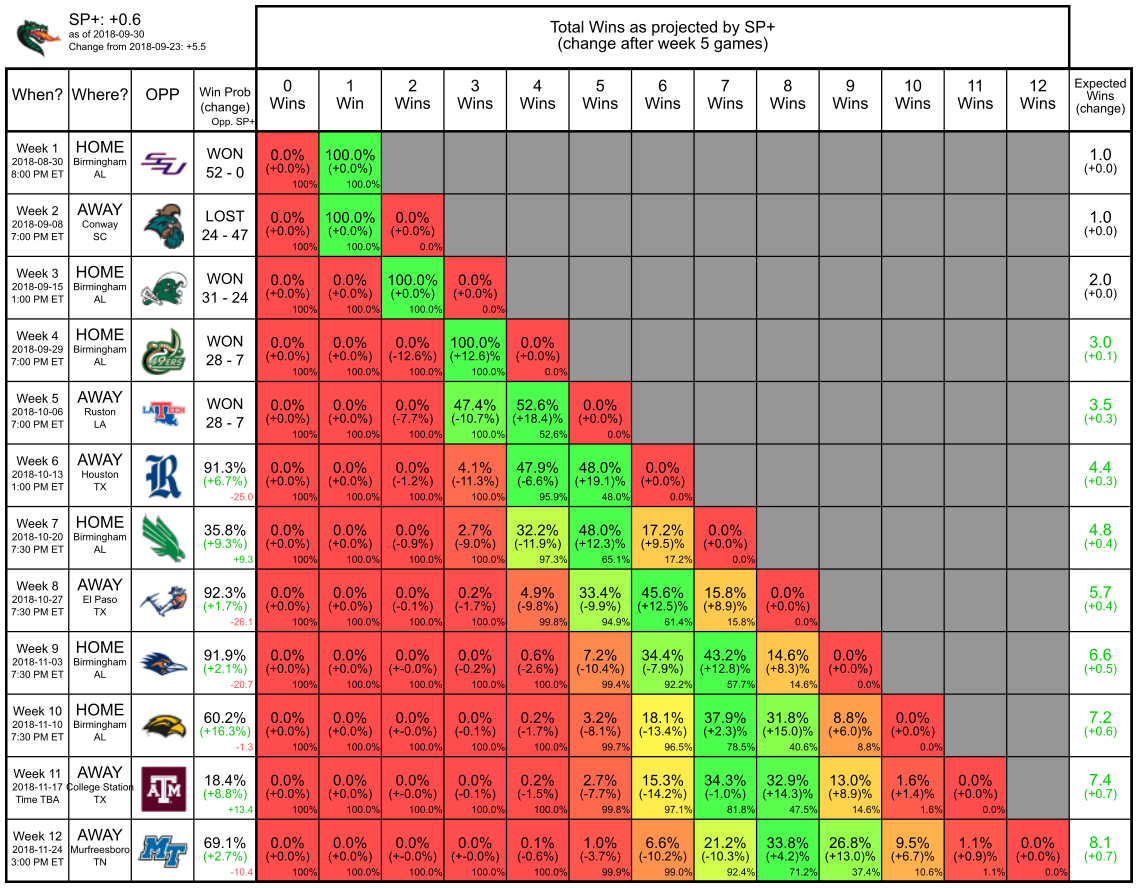 SP+: +0.6
as of 2018-09-30
Change from 2018-09-23: +5.5
Total Wins as projected by SP+
(change after week 5 games)
When? Where? OPP Win Prob (change) Opp. SP+ 0 Wins 1 Win 2 Wins 3 Wins 4 Wins 5 Wins 6 Wins 7 Wins 8 Wins 9 Wins 10 Wins 11 Wins 12 Wins Expected Wins (change)
Week 1 HOME WON 0.0% 100.0% 1.0
2018-08-30 Birmingham SFU 52 - 0 (+0.0%) (+0.0%) (+0.0)
8:00 PM ET AL 100% 100.0%
Week 2 AWAY LOST 0.0% 100.0% 0.0% 1.0
2018-09-08 Conway 24 - 47 (+0.0%) (+0.0%) (+0.0%) (+0.0)
7:00 PM ET SC 100% 100.0% 0.0%
Week 3 HOME WON 0.0% 0.0% 100.0% 0.0% 2.0
2018-09-15 Birmingham 31 - 24 (+0.0%) (+0.0%) (+0.0%) (+0.0%) (+0.0)
1:00 PM ET AL 100% 100.0% 100.0% 0.0%
Week 4 HOME WON 0.0% 0.0% 0.0% 100.0% 0.0% 3.0
2018-09-29 Birmingham 49ERS 28 - 7 (+0.0%) (+0.0%) (-12.6%) (+12.6)% (+0.0%) (+0.1)
7:00 PM ET AL 100% 100.0% 100.0% 100.0% 0.0%
Week 5 AWAY WON 0.0% 0.0% 0.0% 47.4% 52.6% 0.0% 3.5
2018-10-06 Ruston LA TECH 28 - 7 (+0.0%) (+0.0%) (-7.7%) (-10.7%) (+18.4)% (+0.0%) (+0.3)
7:00 PM ET LA 100% 100.0% 100.0% 100.0% 52.6% 0.0%
Week 6 AWAY 91.3% 0.0% 0.0% 0.0% 4.1% 47.9% 48.0% 0.0% 4.4
2018-10-13 Houston R (+6.7%) (+0.0%) (+0.0%) (-1.2%) (-11.3%) (-6.6%) (+19.1)% (+0.0%) (+0.3)
1:00 PM ET TX -25.0 100% 100.0% 100.0% 100.0% 95.9% 48.0% 0.0%
Week 7 HOME 35.8% 0.0% 0.0% 0.0% 2.7% 32.2% 48.0% 17.2% 0.0% 4.8
2018-10-20 Birmingham (+9.3%) (+0.0%) (+0.0%) (-0.9%) (-9.0%) (-11.9%) (+12.3)% (+9.5)% (+0.0%) (+0.4)
7:30 PM ET AL +9.3 100% 100.0% 100.0% 100.0% 97.3% 65.1% 17.2% 0.0%
Week 8 AWAY 92.3% 0.0% 0.0% 0.0% 0.2% 4.9% 33.4% 45.6% 15.8% 0.0% 5.7
2018-10-27 El Paso (+1.7%) (+0.0%) (+0.0%) (-0.1%) (-1.7%) (-9.8%) (-9.9%) (+12.5)% (+8.9)% (+0.0%) (+0.4)
7:30 PM ET TX -26.1 100% 100.0% 100.0% 100.0% 99.8% 94.9% 61.4% 15.8% 0.0%
Week 9 HOME 91.9% 0.0% 0.0% 0.0% 0.0% 0.6% 7.2% 34.4% 43.2% 14.6% 0.0% 6.6
2018-11-03 Birmingham (+2.1%) (+0.0%) (+0.0%) (+-0.0%) (-0.2%) (-2.6%) (-10.4%) (-7.9%) (+12.8)% (+8.3)% (+0.0%) (+0.5)
7:30 PM ET AL -20.7 100% 100.0% 100.0% 100.0% 100.0% 99.4% 92.2% 57.7% 14.6% 0.0%
Week 10 HOME 60.2% 0.0% 0.0% 0.0% 0.0% 0.2% 3.2% 18.1% 37.9% 31.8% 8.8% 0.0% 7.2
2018-11-10 Birmingham (+16.3%) (+0.0%) (+0.0%) (+-0.0%) (-0.1%) (-1.7%) (-8.1%) (-13.4%) (+2.3)% (+15.0)% (+6.0)% (+0.0%) (+0.6)
7:30 PM ET AL -1.3 100% 100.0% 100.0% 100.0% 100.0% 99.7% 96.5% 78.5% 40.6% 8.8% 0.0%
Week 11 AWAY 18.4% 0.0% 0.0% 0.0% 0.0% 0.2% 2.7% 15.3% 34.3% 32.9% 13.0% 1.6% 0.0% 7.4
2018-11-17 College Station ATM (+8.8%) (+0.0%) (+0.0%) (+-0.0%) (-0.1%) (-1.5%) (-7.7%) (-14.2%) (-1.0%) (+14.3)% (+8.9)% (+1.4)% (+0.0%) (+0.7)
Time TBA TX +13.4 100% 100.0% 100.0% 100.0% 100.0% 99.8% 97.1% 81.8% 47.5% 14.6% 1.6% 0.0%
Week 12 AWAY 69.1% 0.0% 0.0% 0.0% 0.0% 0.1% 1.0% 6.6% 21.2% 33.8% 26.8% 9.5% 1.1% 0.0% 8.1
2018-11-24 Murfreesboro MT (+2.7%) (+0.0%) (+0.0%) (+-0.0%) (+-0.0%) (-0.6%) (-3.7%) (-10.2%) (-10.3%) (+4.2)% (+13.0)% (+6.7)% (+0.9)% (+0.0%) (+0.7)
3:00 PM ET TN -10.4 100% 100.0% 100.0% 100.0% 100.0% 99.9% 99.0% 92.4% 71.2% 37.4% 10.6% 1.1% 0.0%